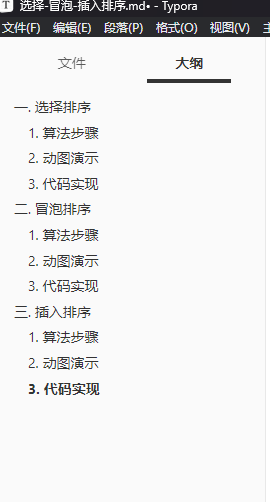 T 选择-冒泡-插入排序.md• - Typora
文件(F) 编辑(E) 段落(P) 格式(O) 视图(V) 主
文件 大纲
一. 选择排序
1. 算法步骤
2. 动图演示
3. 代码实现
二. 冒泡排序
1. 算法步骤
2. 动图演示
3. 代码实现
三. 插入排序
1. 算法步骤
2. 动图演示
3. 代码实现